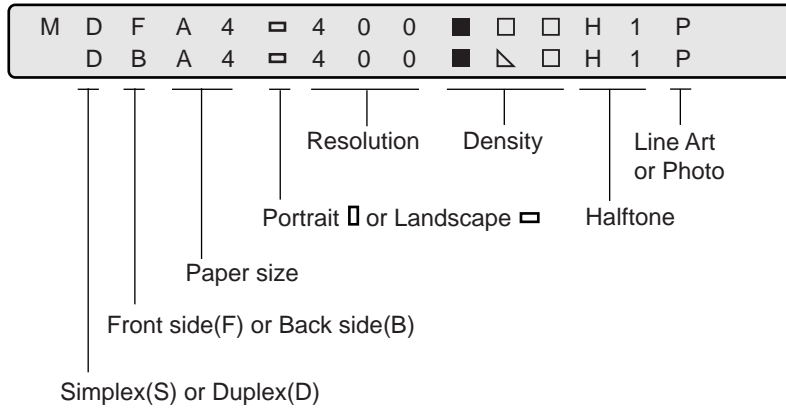 M D F A 4 ▭ 4 0 0 ■ □ □ H 1 P
D B A 4 ▭ 4 0 0 ■ ◺ □ H 1 P
Resolution
Density
Line Art
or Photo
Portrait ▯ or Landscape ▭
Halftone
Paper size
Front side(F) or Back side(B)
Simplex(S) or Duplex(D)